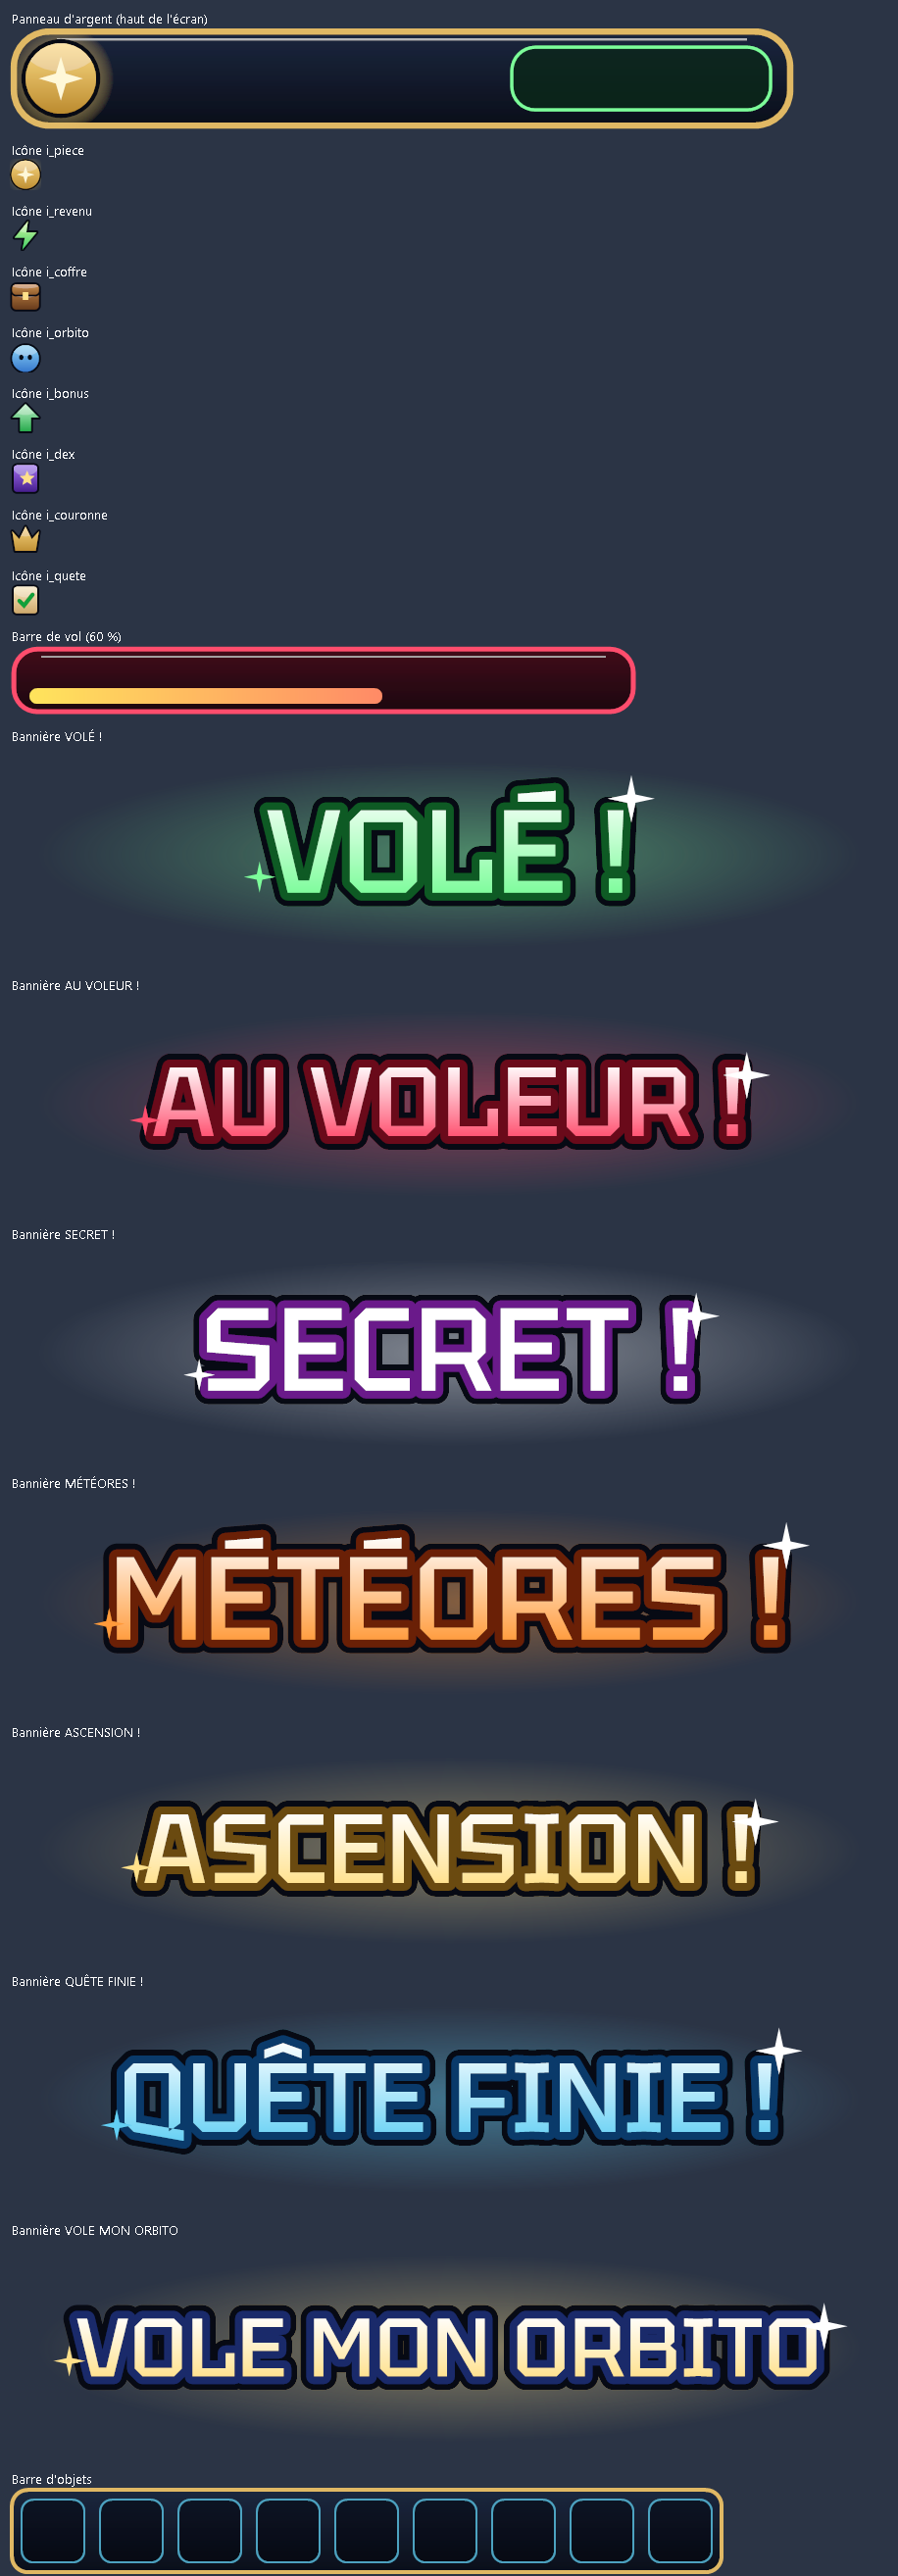 Panneau d'argent (haut de l'écran)
Icône i_piece
Icône i_revenu
Icône i_coffre
Icône i_orbito
Icône i_bonus
Icône i_dex
Icône i_couronne
Icône i_quete
Barre de vol (60 %)
Bannière VOLÉ !
VOLÉ !
Bannière AU VOLEUR !
AU VOLEUR !
Bannière SECRET !
SECRET !
Bannière MÉTÉORES !
MÉTÉORES !
Bannière ASCENSION !
ASCENSION !
Bannière QUÊTE FINIE !
QUÊTE FINIE !
Bannière VOLE MON ORBITO
VOLE MON ORBITO
Barre d'objets